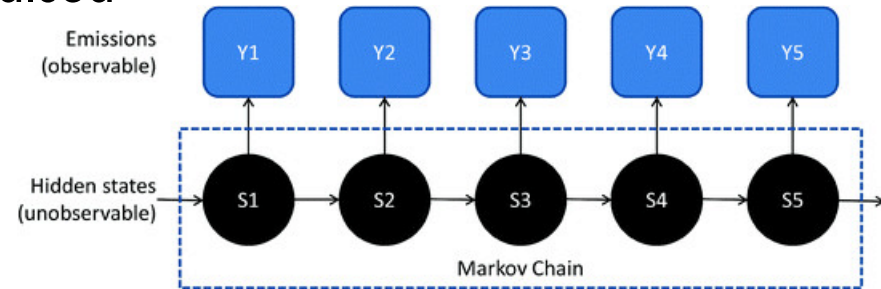 Emissions
(observable)
Y1 Y2 Y3 Y4 Y5
Hidden states
(unobservable)
S1 S2 S3 S4 S5
Markov Chain